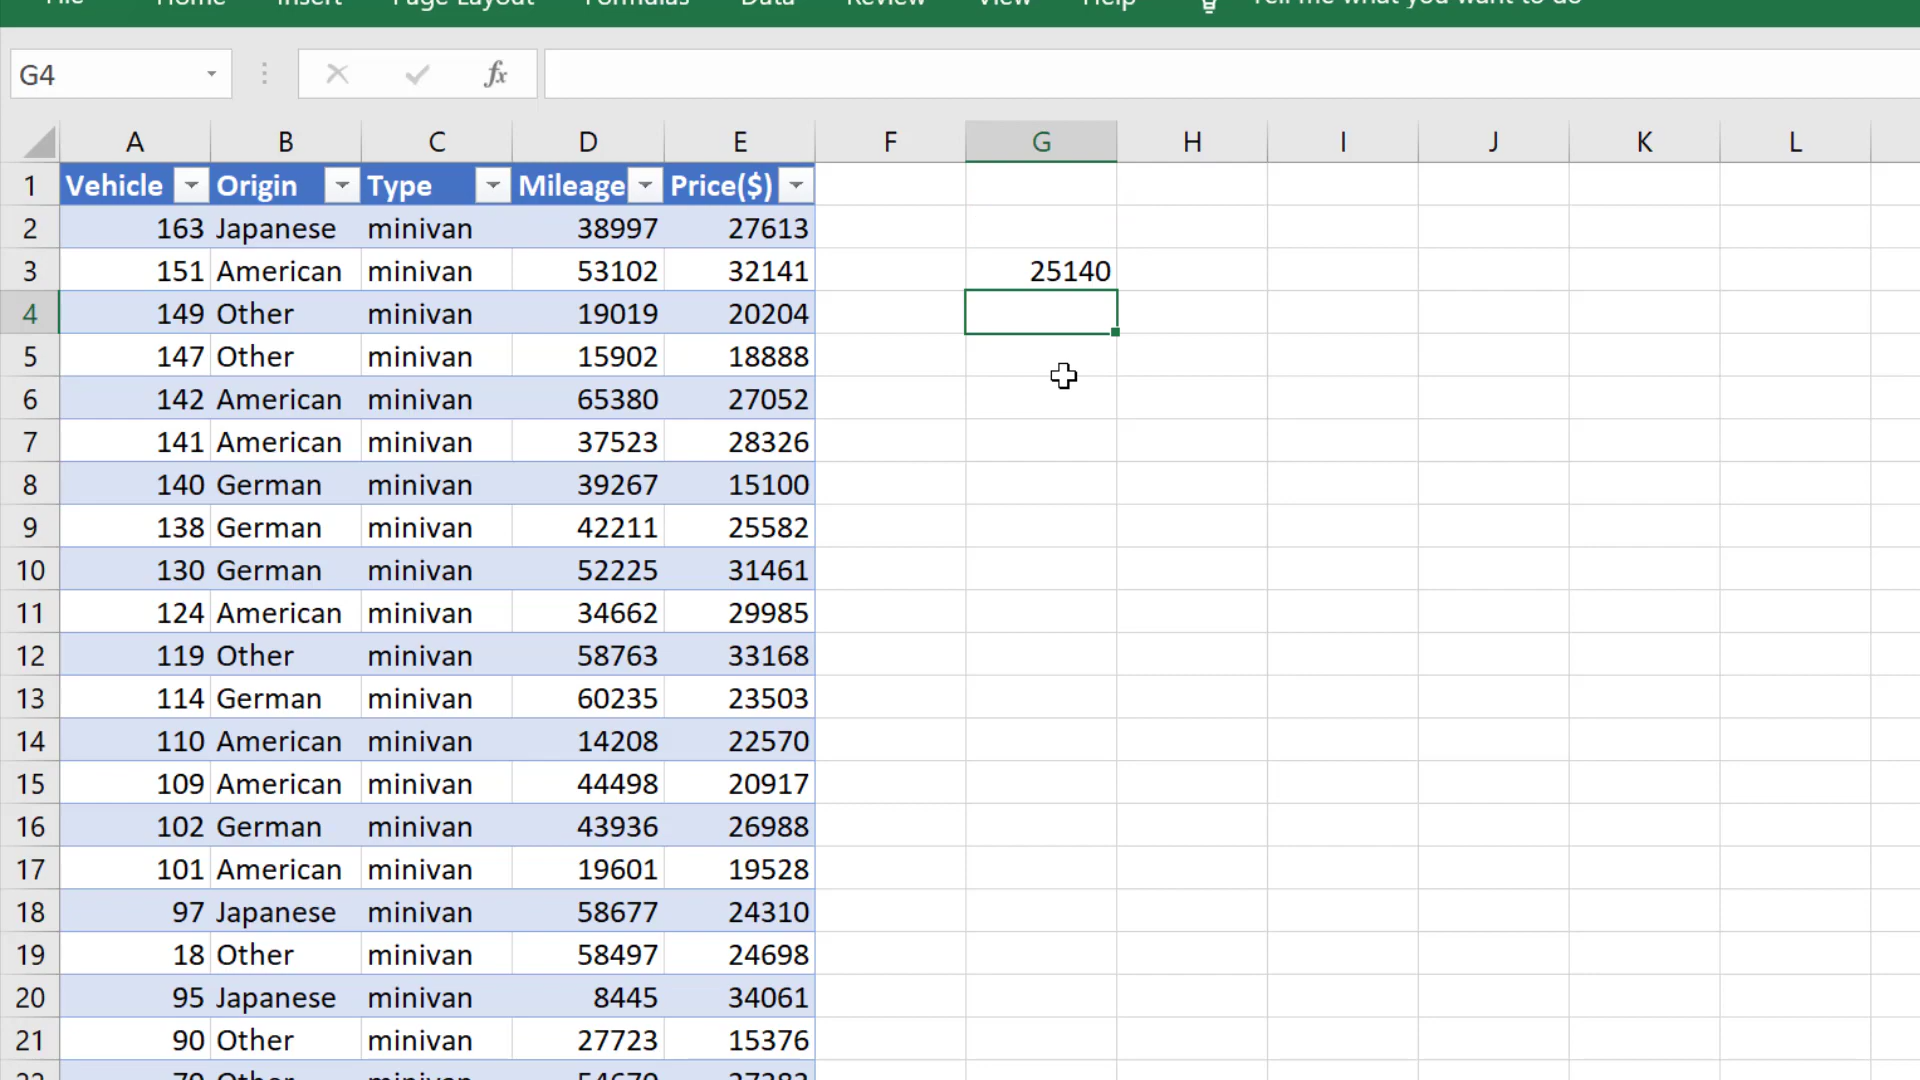 File Home Insert Page Layout Formulas Data Review View Help Tell me what you want to do
G4 fx
A B C D E F G H I J K L
1 Vehicle Origin Type Mileage Price($)
2 163 Japanese minivan 38997 27613
3 151 American minivan 53102 32141 25140
4 149 Other minivan 19019 20204
5 147 Other minivan 15902 18888
6 142 American minivan 65380 27052
7 141 American minivan 37523 28326
8 140 German minivan 39267 15100
9 138 German minivan 42211 25582
10 130 German minivan 52225 31461
11 124 American minivan 34662 29985
12 119 Other minivan 58763 33168
13 114 German minivan 60235 23503
14 110 American minivan 14208 22570
15 109 American minivan 44498 20917
16 102 German minivan 43936 26988
17 101 American minivan 19601 19528
18 97 Japanese minivan 58677 24310
19 18 Other minivan 58497 24698
20 95 Japanese minivan 8445 34061
21 90 Other minivan 27723 15376
22 Other minivan